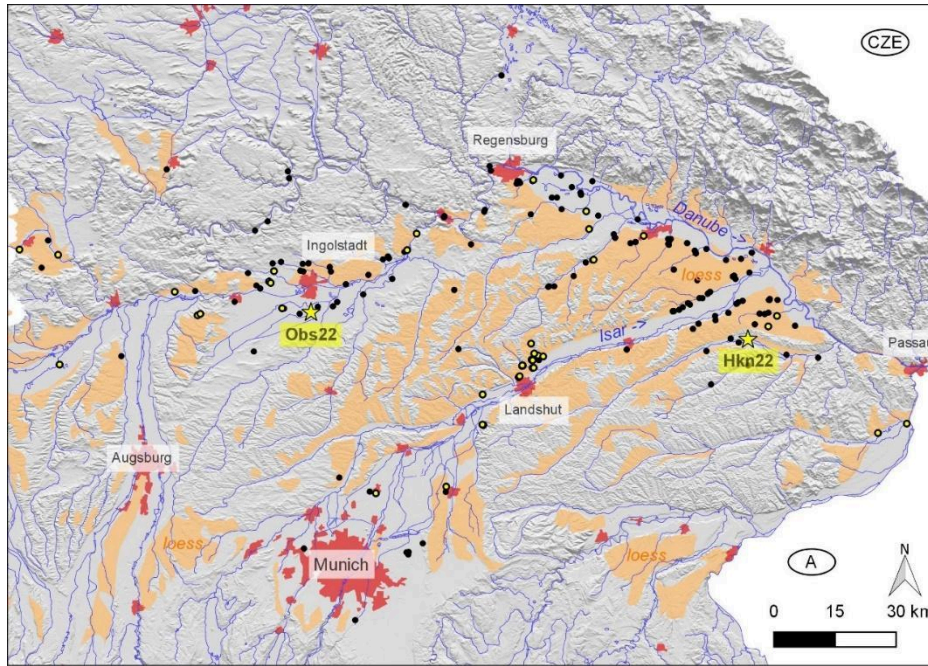 CZE
Regensburg
Danube ->
Ingolstadt
loess
Obs22
Isar ->
Hkn22
Passau
Landshut
Augsburg
loess
loess
Munich
A
N
0 15 30 km